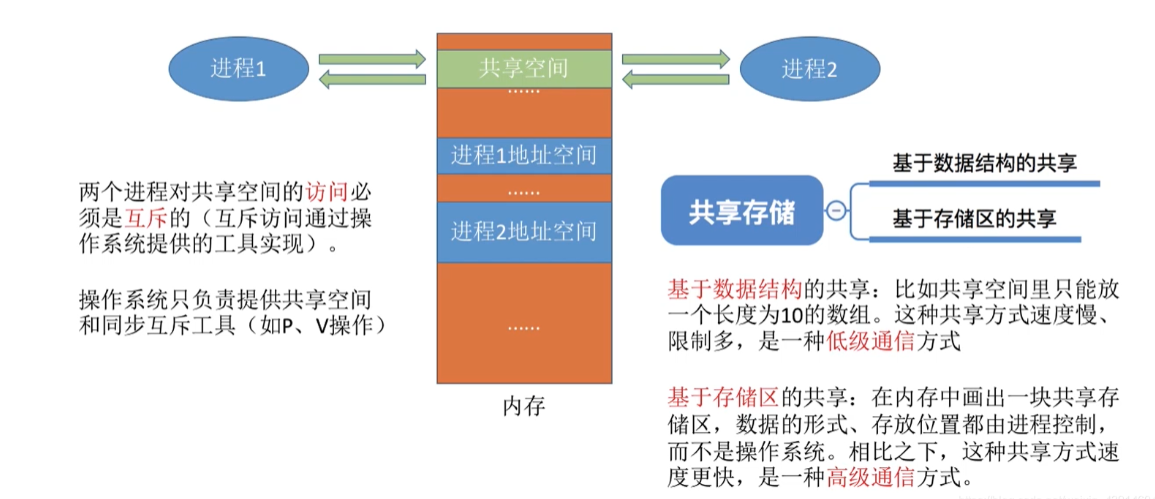 进程1
共享空间
进程2
......
进程1地址空间
......
进程2地址空间
......
内存
两个进程对共享空间的访问必
须是互斥的（互斥访问通过操
作系统提供的工具实现）。
操作系统只负责提供共享空间
和同步互斥工具（如P、V操作）
共享存储
基于数据结构的共享
基于存储区的共享
基于数据结构的共享：比如共享空间里只能放
一个长度为10的数组。这种共享方式速度慢、
限制多，是一种低级通信方式
基于存储区的共享：在内存中画出一块共享存
储区，数据的形式、存放位置都由进程控制，
而不是操作系统。相比之下，这种共享方式速
度更快，是一种高级通信方式。